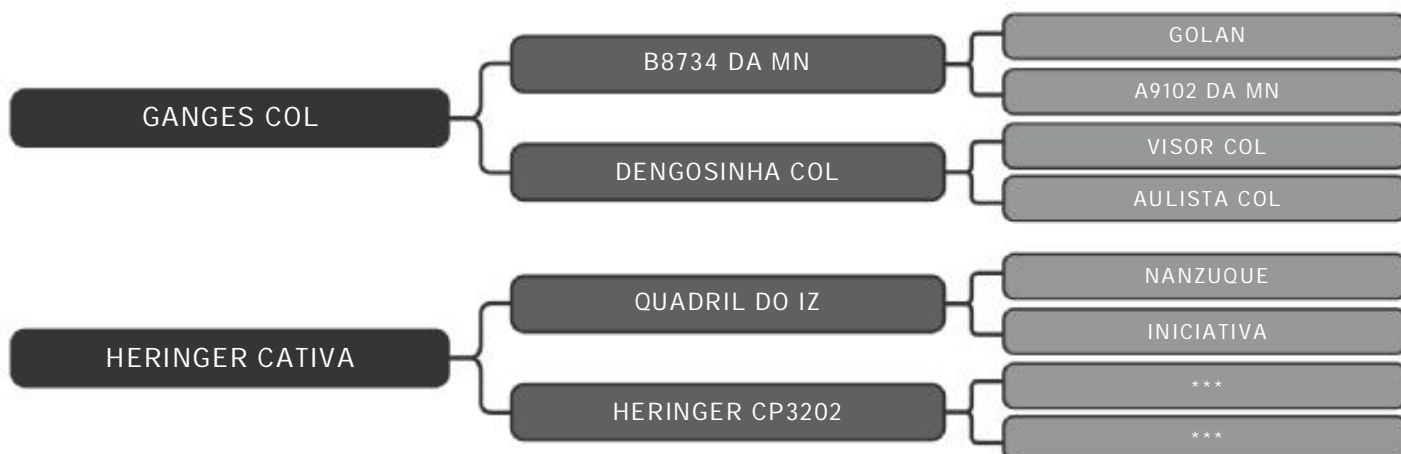 GANGES COL
B8734 DA MN
GOLAN
A9102 DA MN
DENGOSINHA COL
VISOR COL
AULISTA COL
HERINGER CATIVA
QUADRIL DO IZ
NANZUQUE
INICIATIVA
HERINGER CP3202
***
***